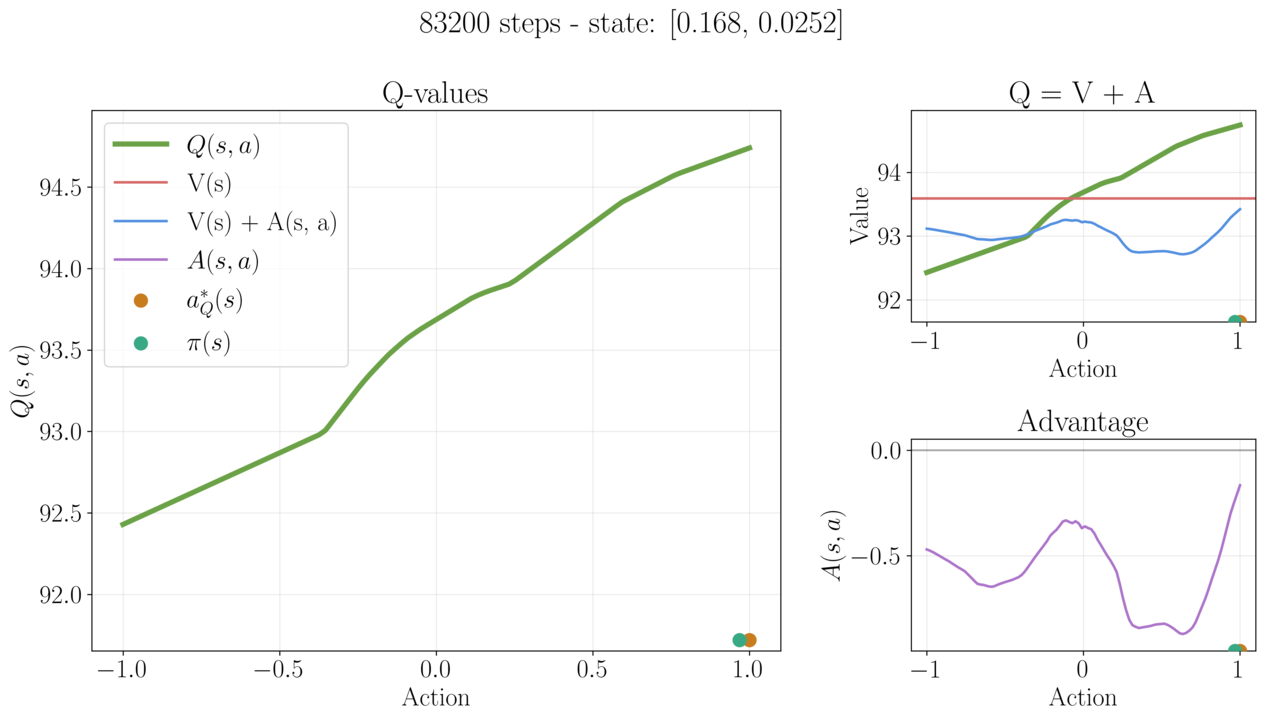 83200 steps - state: [0.168, 0.0252]
Q-values
Q(s, a)
V(s)
V(s) + A(s, a)
A(s, a)
a*Q(s)
π(s)
Q(s, a)
94.5
94.0
93.5
93.0
92.5
92.0
−1.0
−0.5
0.0
0.5
1.0
Action
Q = V + A
Value
94
93
92
−1
0
1
Action
Advantage
A(s, a)
0.0
−0.5
−1
0
1
Action